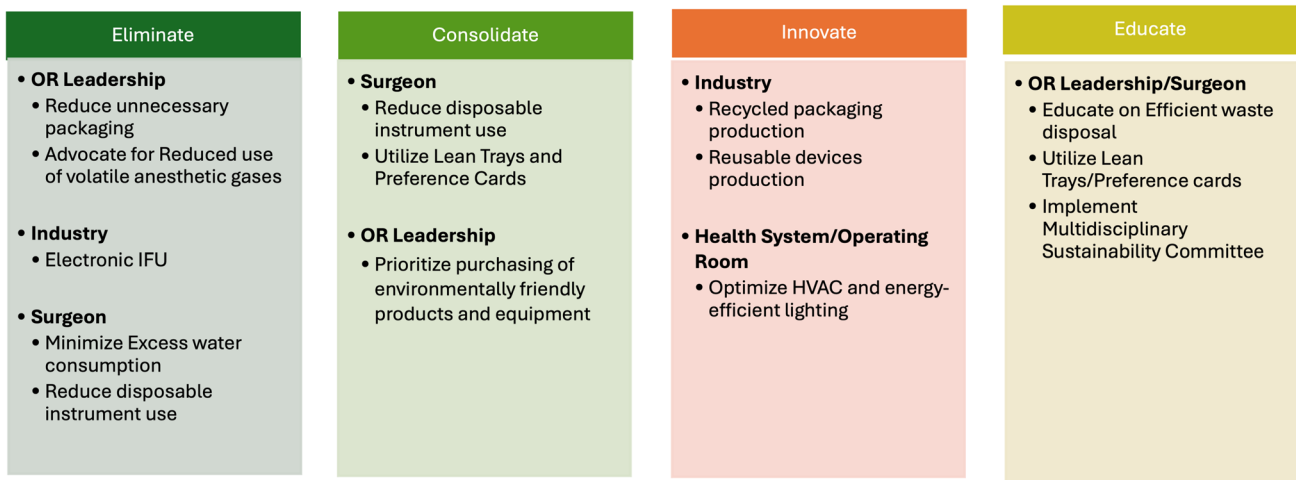 Eliminate
• OR Leadership
• Reduce unnecessary
packaging
• Advocate for Reduced use
of volatile anesthetic gases
• Industry
• Electronic IFU
• Surgeon
• Minimize Excess water
consumption
• Reduce disposable
instrument use
Consolidate
• Surgeon
• Reduce disposable
instrument use
• Utilize Lean Trays and
Preference Cards
• OR Leadership
• Prioritize purchasing of
environmentally friendly
products and equipment
Innovate
• Industry
• Recycled packaging
production
• Reusable devices
production
• Health System/Operating
Room
• Optimize HVAC and energy-
efficient lighting
Educate
• OR Leadership/Surgeon
• Educate on Efficient waste
disposal
• Utilize Lean
Trays/Preference cards
• Implement
Multidisciplinary
Sustainability Committee